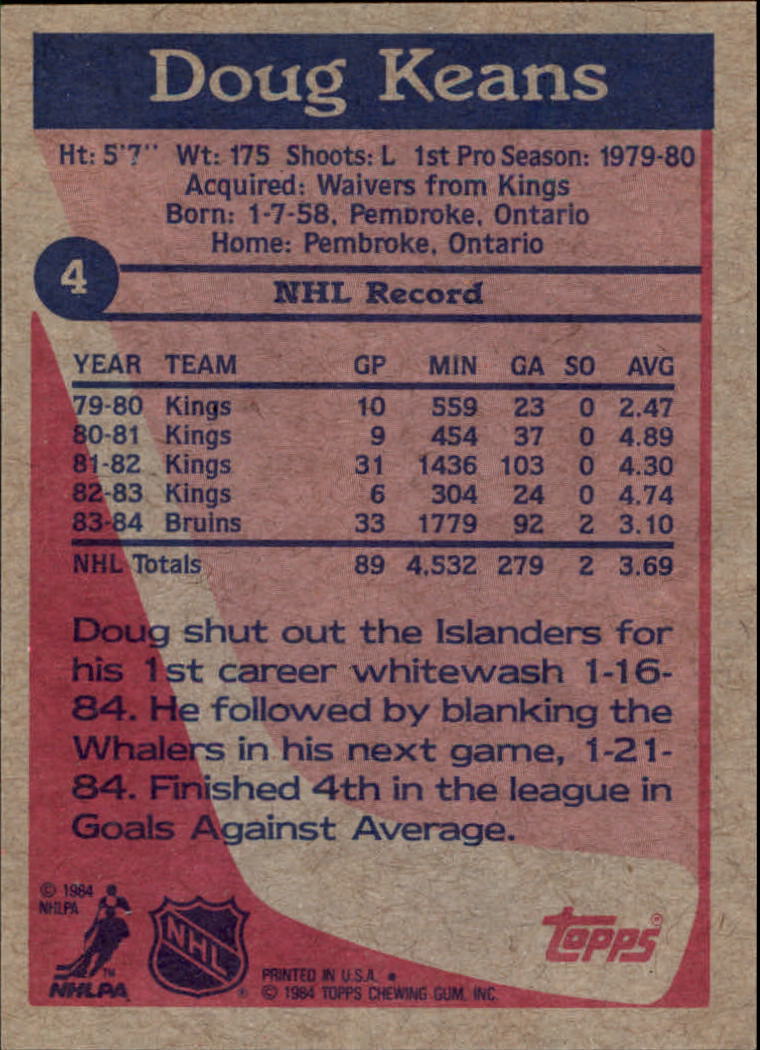 Doug Keans
Ht: 5'7" Wt: 175 Shoots: L 1st Pro Season: 1979-80
Acquired: Waivers from Kings
Born: 1-7-58, Pembroke, Ontario
Home: Pembroke, Ontario
4
NHL Record
YEAR TEAM GP MIN GA SO AVG
79-80 Kings 10 559 23 0 2.47
80-81 Kings 9 454 37 0 4.89
81-82 Kings 31 1436 103 0 4.30
82-83 Kings 6 304 24 0 4.74
83-84 Bruins 33 1779 92 2 3.10
NHL Totals 89 4,532 279 2 3.69
Doug shut out the Islanders for
his 1st career whitewash 1-16-
84. He followed by blanking the
Whalers in his next game, 1-21-
84. Finished 4th in the league in
Goals Against Average.
© 1984
NHLPA
NHLPA ™
NHL ®
topps ®
PRINTED IN U.S.A. •
© 1984 TOPPS CHEWING GUM, INC.